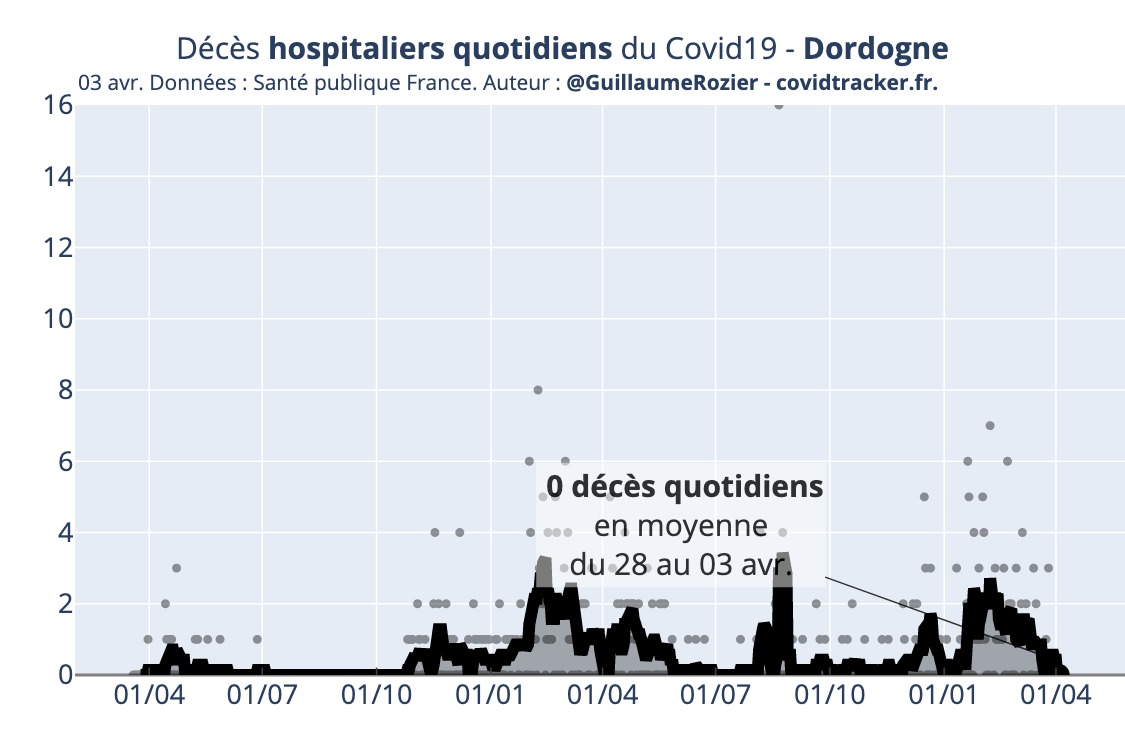 Décès hospitaliers quotidiens du Covid19 - Dordogne
03 avr. Données : Santé publique France. Auteur : @GuillaumeRozier - covidtracker.fr.
16
14
12
10
8
6
4
2
0
0 décès quotidiens
en moyenne
du 28 au 03 avr.
01/04 01/07 01/10 01/01 01/04 01/07 01/10 01/01 01/04